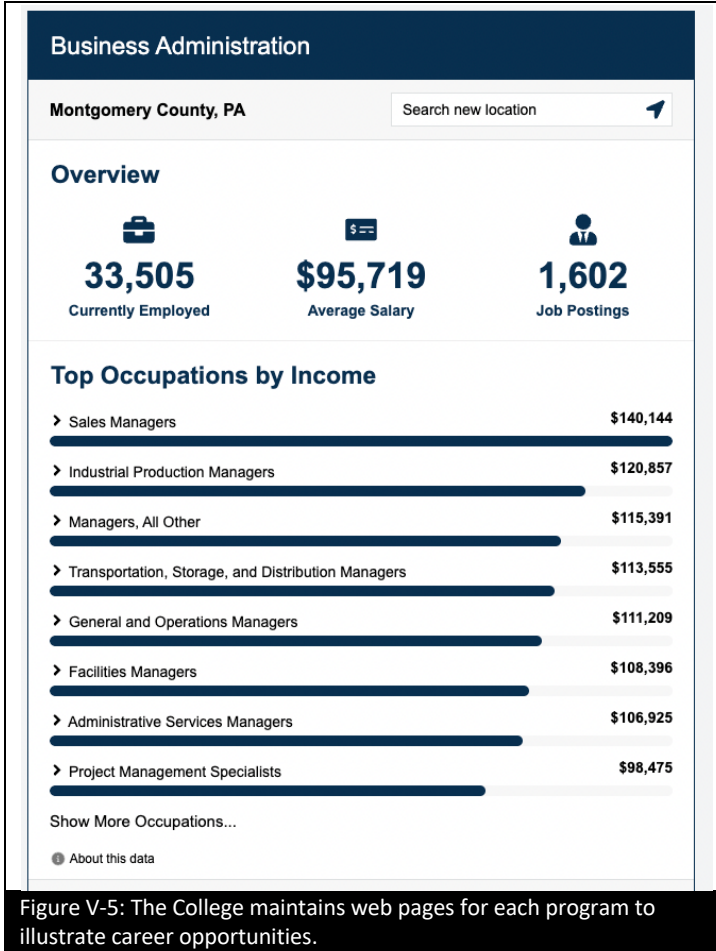 Business Administration
Montgomery County, PA
Search new location
Overview
33,505
Currently Employed
$95,719
Average Salary
1,602
Job Postings
Top Occupations by Income
Sales Managers
$140,144
Industrial Production Managers
$120,857
Managers, All Other
$115,391
Transportation, Storage, and Distribution Managers
$113,555
General and Operations Managers
$111,209
Facilities Managers
$108,396
Administrative Services Managers
$106,925
Project Management Specialists
$98,475
Show More Occupations...
About this data
Figure V-5: The College maintains web pages for each program to
illustrate career opportunities.